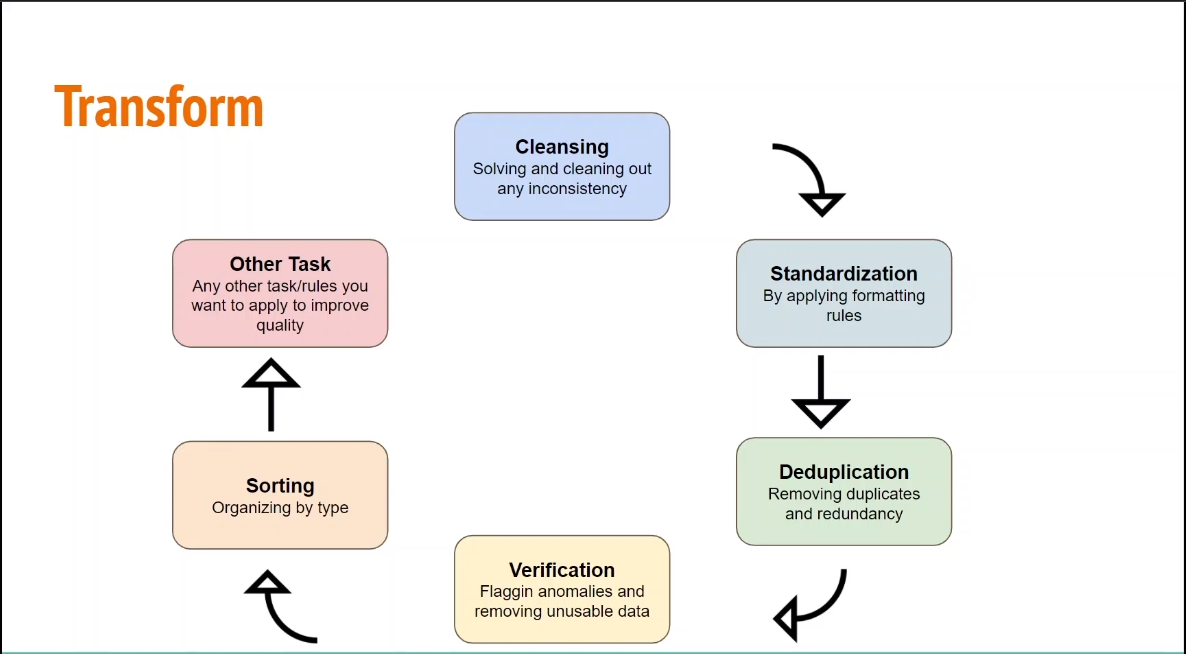 Transform
Cleansing
Solving and cleaning out
any inconsistency
Standardization
By applying formatting
rules
Deduplication
Removing duplicates
and redundancy
Verification
Flaggin anomalies and
removing unusable data
Sorting
Organizing by type
Other Task
Any other task/rules you
want to apply to improve
quality